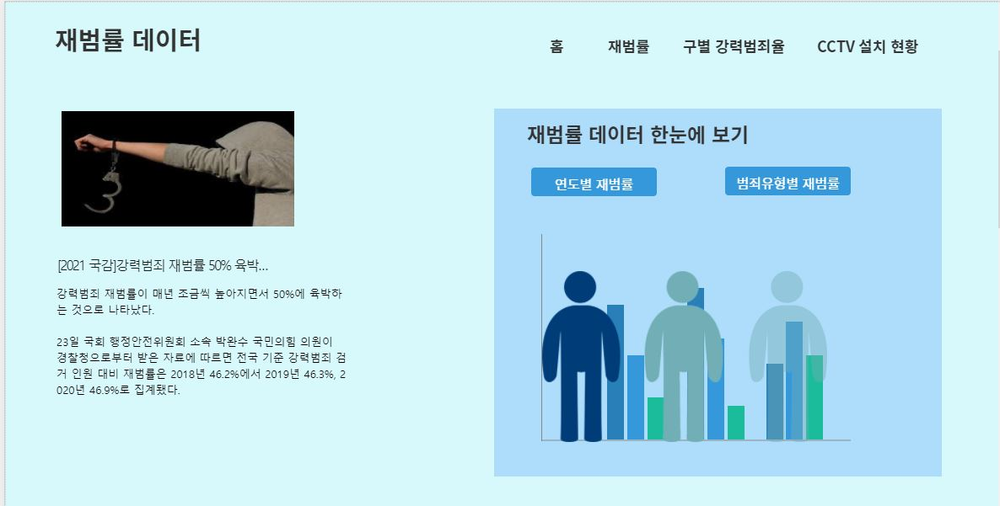 재범률 데이터
홈 재범률 구별 강력범죄율 CCTV 설치 현황
[2021 국감]강력범죄 재범률 50% 육박...
강력범죄 재범률이 매년 조금씩 높아지면서 50%에 육박하
는 것으로 나타났다.
23일 국회 행정안전위원회 소속 박완수 국민의힘 의원이
경찰청으로부터 받은 자료에 따르면 전국 기준 강력범죄 검
거 인원 대비 재범률은 2018년 46.2%에서 2019년 46.3%, 2
020년 46.9%로 집계됐다.
재범률 데이터 한눈에 보기
연도별 재범률 범죄유형별 재범률